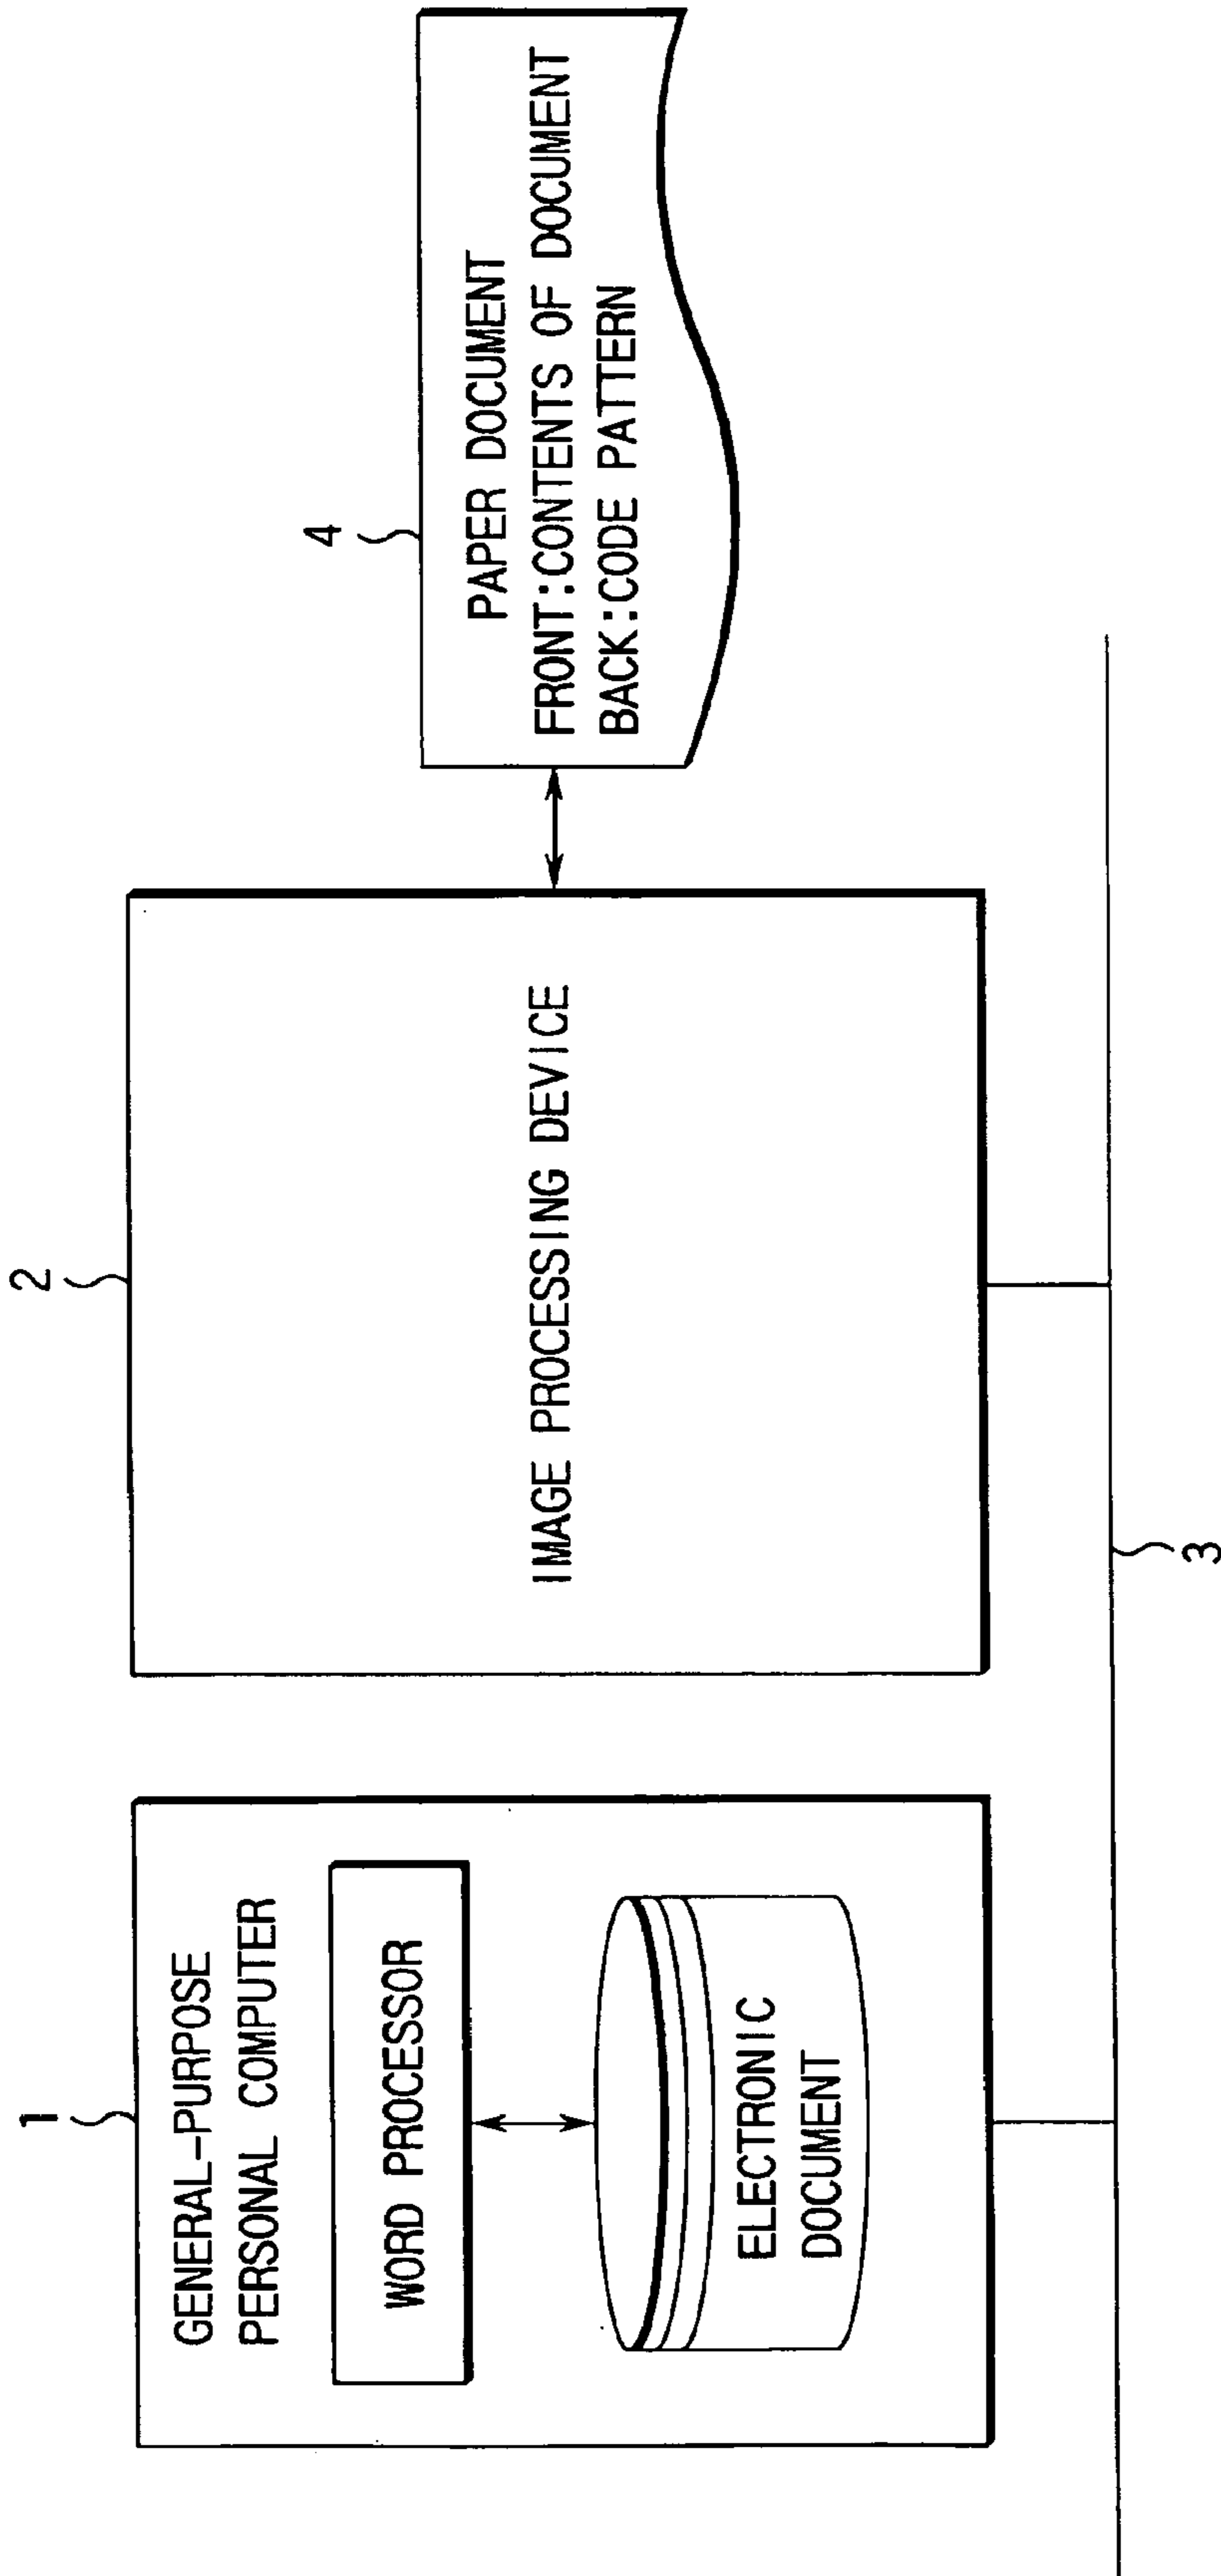 1
GENERAL-PURPOSE
PERSONAL COMPUTER
WORD PROCESSOR
ELECTRONIC
DOCUMENT
2
IMAGE PROCESSING DEVICE
4
PAPER DOCUMENT
FRONT:CONTENTS OF DOCUMENT
BACK:CODE PATTERN
3